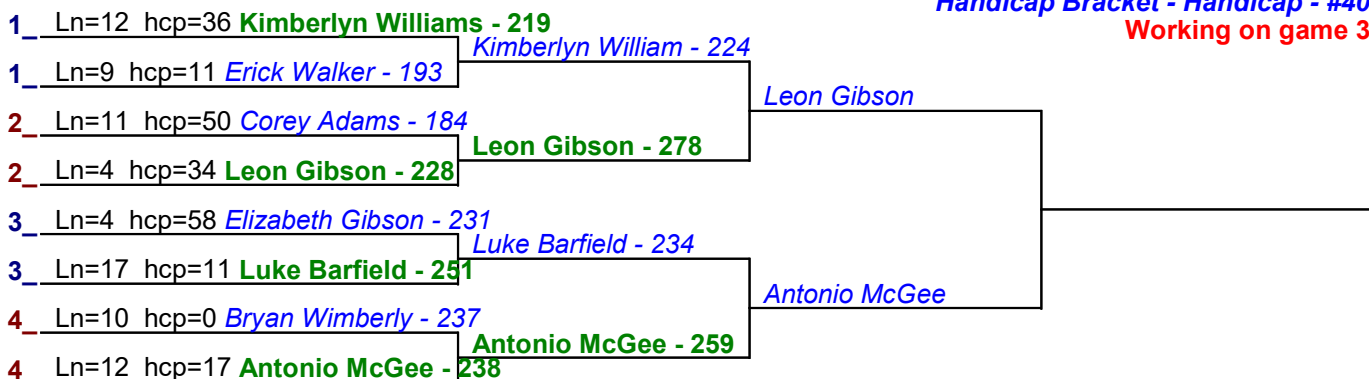 Handicap Bracket - Handicap - #40
Working on game 3
1_ Ln=12 hcp=36 Kimberlyn Williams - 219
Kimberlyn William - 224
1_ Ln=9 hcp=11 Erick Walker - 193
Leon Gibson
2_ Ln=11 hcp=50 Corey Adams - 184
Leon Gibson - 278
2_ Ln=4 hcp=34 Leon Gibson - 228
3_ Ln=4 hcp=58 Elizabeth Gibson - 231
Luke Barfield - 234
3_ Ln=17 hcp=11 Luke Barfield - 251
Antonio McGee
4_ Ln=10 hcp=0 Bryan Wimberly - 237
Antonio McGee - 259
4 Ln=12 hcp=17 Antonio McGee - 238